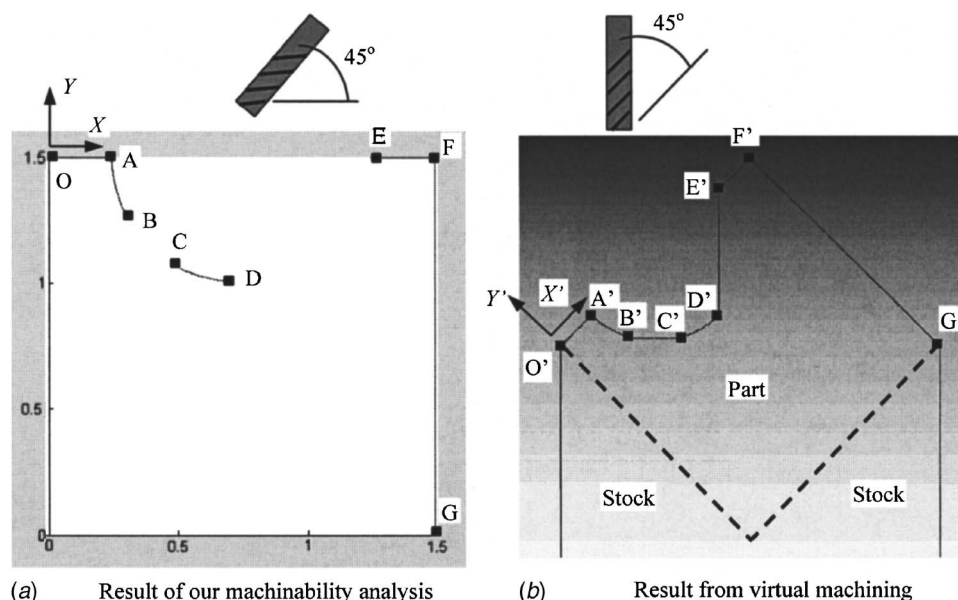 45°
45°
Y
X
E
F
F'
1.5
O
A
E'
B
C
D
1
Y'
X'
A'
B'
C'
D'
G
O'
Part
0.5
Stock
Stock
G
0
0.5
1
1.5
(a) Result of our machinability analysis
(b) Result from virtual machining